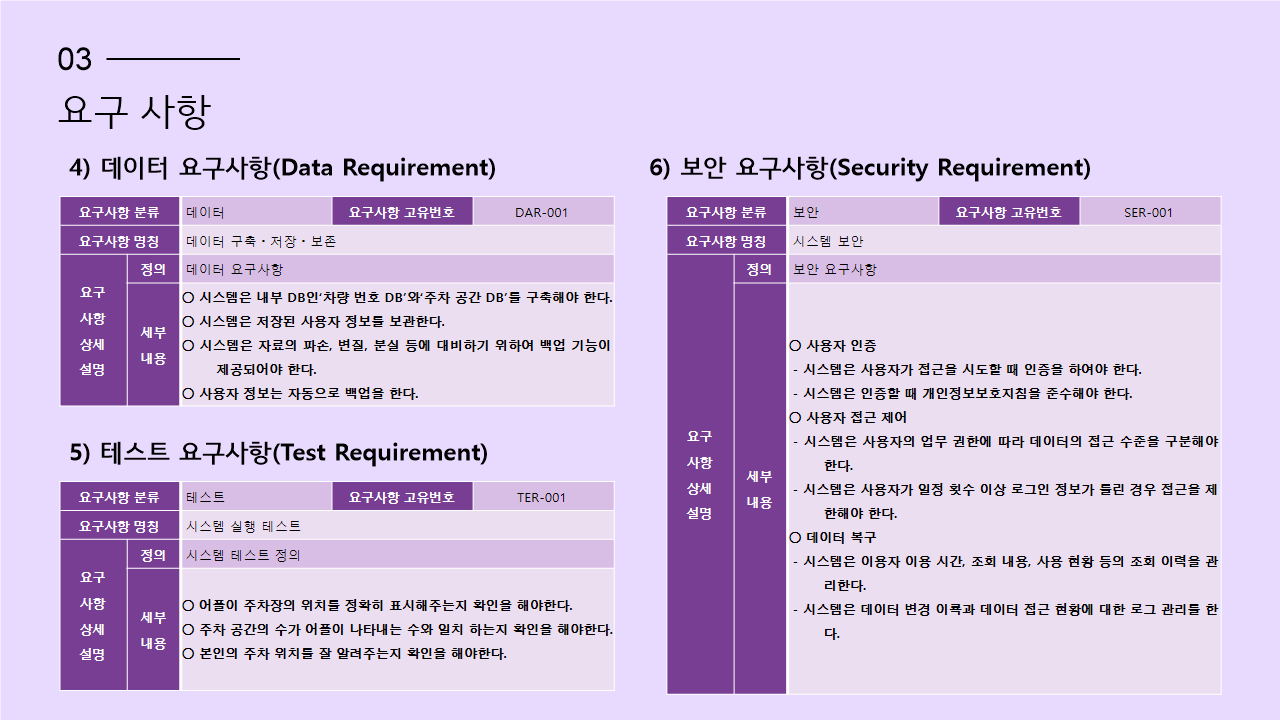 03
요구 사항
4) 데이터 요구사항(Data Requirement)
요구사항 분류 데이터 요구사항 고유번호 DAR-001
요구사항 명칭 데이터 구축・저장・보존
요구
사항
상세
설명
정의 데이터 요구사항
세부
내용
○ 시스템은 내부 DB인‘차량 번호 DB’와‘주차 공간 DB’를 구축해야 한다.
○ 시스템은 저장된 사용자 정보를 보관한다.
○ 시스템은 자료의 파손, 변질, 분실 등에 대비하기 위하여 백업 기능이
제공되어야 한다.
○ 사용자 정보는 자동으로 백업을 한다.
5) 테스트 요구사항(Test Requirement)
요구사항 분류 테스트 요구사항 고유번호 TER-001
요구사항 명칭 시스템 실행 테스트
요구
사항
상세
설명
정의 시스템 테스트 정의
세부
내용
○ 어플이 주차장의 위치를 정확히 표시해주는지 확인을 해야한다.
○ 주차 공간의 수가 어플이 나타내는 수와 일치 하는지 확인을 해야한다.
○ 본인의 주차 위치를 잘 알려주는지 확인을 해야한다.
6) 보안 요구사항(Security Requirement)
요구사항 분류 보안 요구사항 고유번호 SER-001
요구사항 명칭 시스템 보안
요구
사항
상세
설명
정의 보안 요구사항
세부
내용
○ 사용자 인증
- 시스템은 사용자가 접근을 시도할 때 인증을 하여야 한다.
- 시스템은 인증할 때 개인정보보호지침을 준수해야 한다.
○ 사용자 접근 제어
- 시스템은 사용자의 업무 권한에 따라 데이터의 접근 수준을 구분해야
한다.
- 시스템은 사용자가 일정 횟수 이상 로그인 정보가 틀린 경우 접근을 제
한해야 한다.
○ 데이터 복구
- 시스템은 이용자 이용 시간, 조회 내용, 사용 현황 등의 조회 이력을 관
리한다.
- 시스템은 데이터 변경 이록과 데이터 접근 현황에 대한 로그 관리를 한
다.